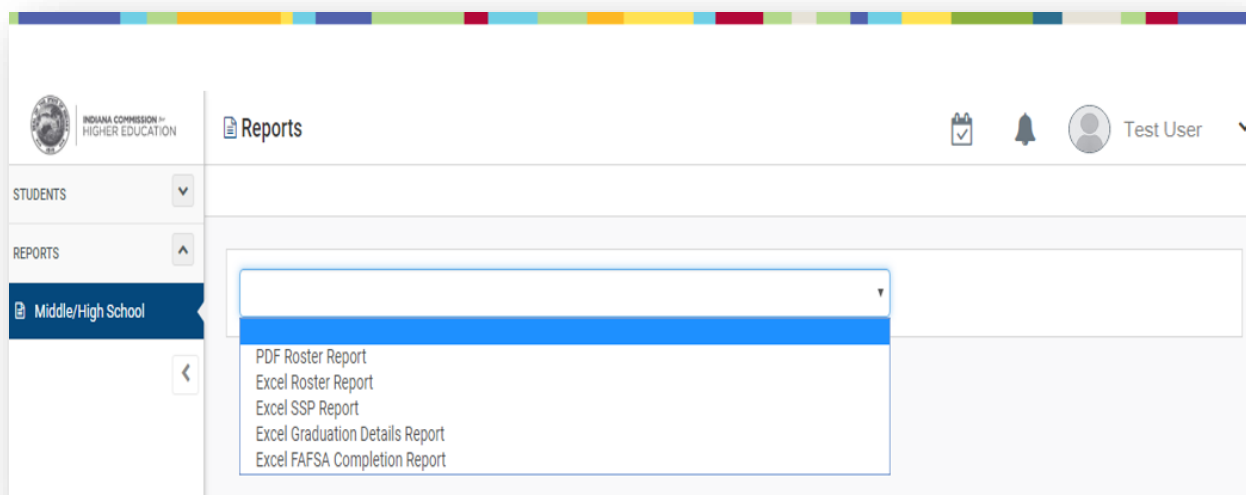 INDIANA COMMISSION for
HIGHER EDUCATION
Reports
Test User
STUDENTS
REPORTS
Middle/High School
PDF Roster Report
Excel Roster Report
Excel SSP Report
Excel Graduation Details Report
Excel FAFSA Completion Report